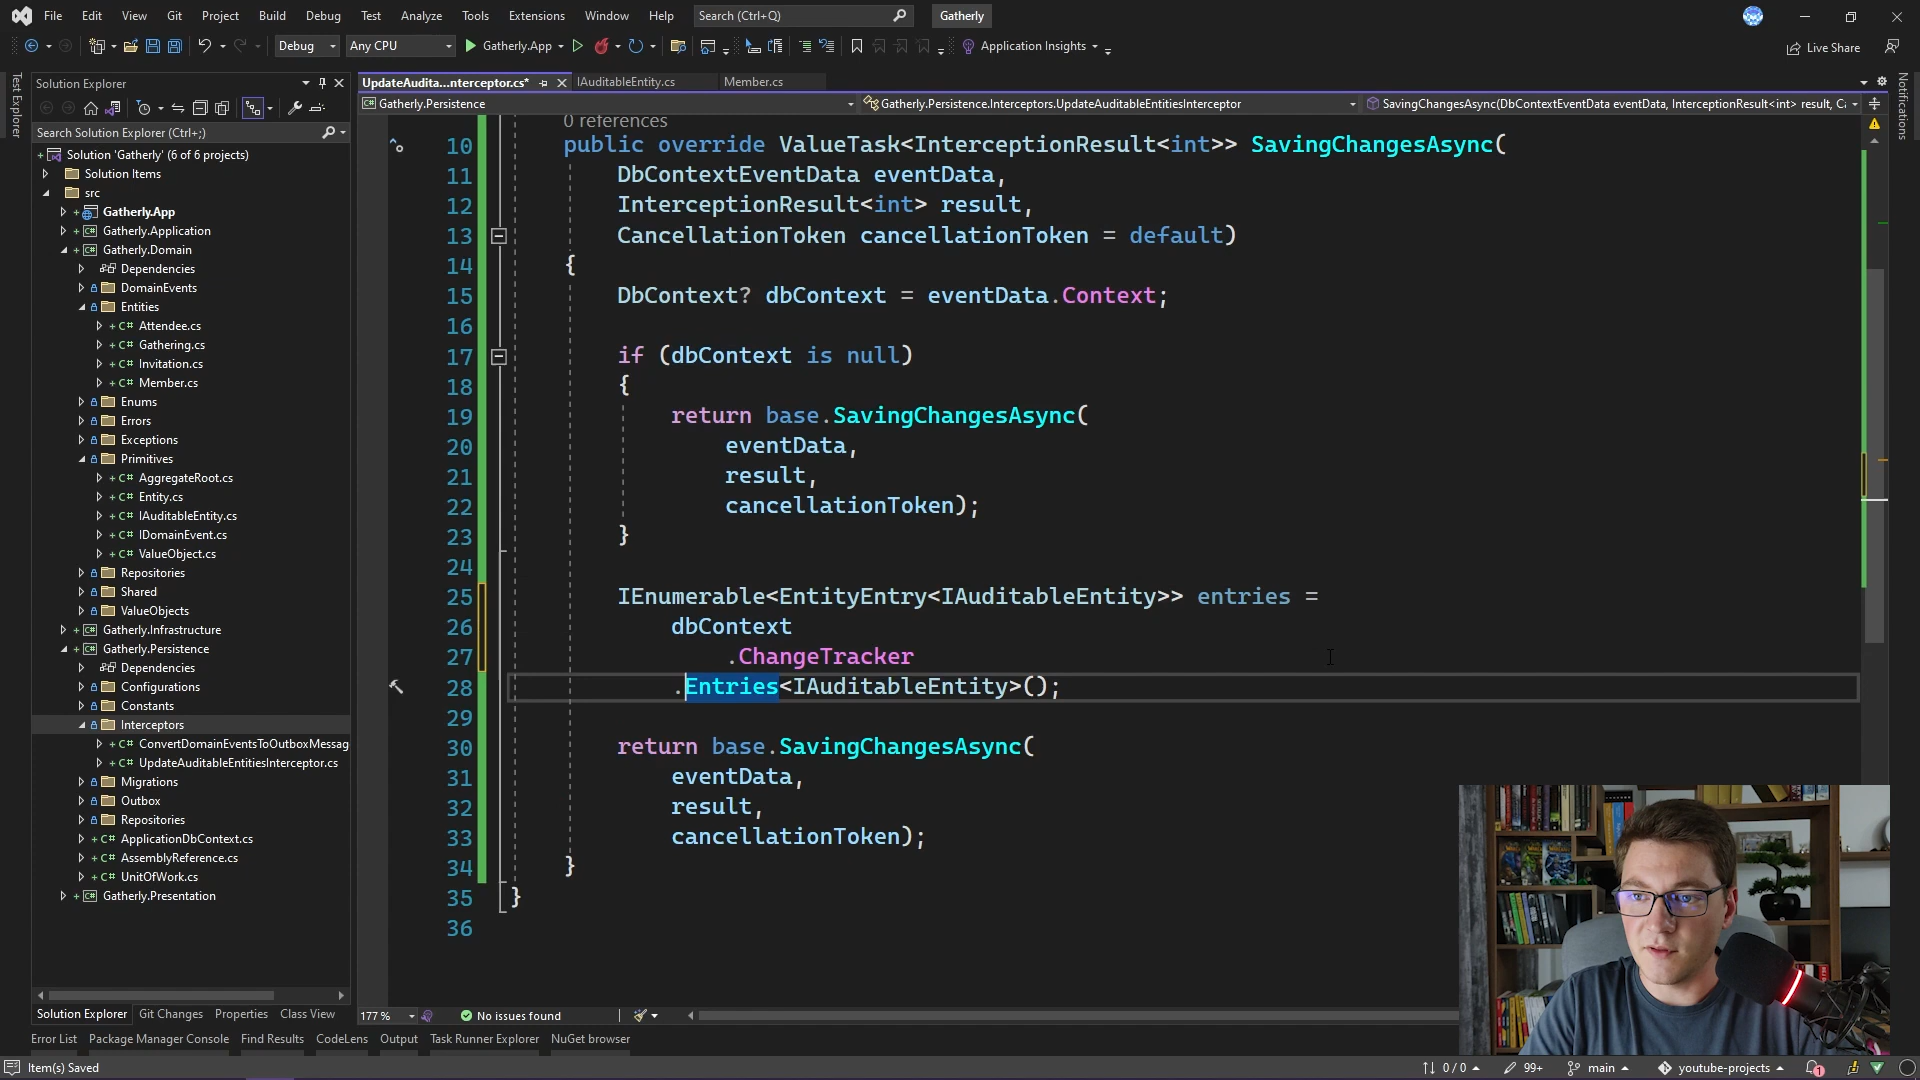 File Edit View Git Project Build Debug Test Analyze Tools Extensions Window Help Search (Ctrl+Q) Gatherly
Debug Any CPU Gatherly.App Application Insights Live Share
Test Explorer
Solution Explorer
Search Solution Explorer (Ctrl+;)
Solution 'Gatherly' (6 of 6 projects)
Solution Items
src
Gatherly.App
Gatherly.Application
Gatherly.Domain
Dependencies
DomainEvents
Entities
Attendee.cs
Gathering.cs
Invitation.cs
Member.cs
Enums
Errors
Exceptions
Primitives
AggregateRoot.cs
Entity.cs
IAuditableEntity.cs
IDomainEvent.cs
ValueObject.cs
Repositories
Shared
ValueObjects
Gatherly.Infrastructure
Gatherly.Persistence
Dependencies
Configurations
Constants
Interceptors
ConvertDomainEventsToOutboxMessag
UpdateAuditableEntitiesInterceptor.cs
Migrations
Outbox
Repositories
ApplicationDbContext.cs
AssemblyReference.cs
UnitOfWork.cs
Gatherly.Presentation
Solution Explorer Git Changes Properties Class View
UpdateAudita...nterceptor.cs* IAuditableEntity.cs Member.cs
Gatherly.Persistence Gatherly.Persistence.Interceptors.UpdateAuditableEntitiesInterceptor SavingChangesAsync(DbContextEventData eventData, InterceptionResult<int> result, Ca
Notifications
0 references
10 public override ValueTask<InterceptionResult<int>> SavingChangesAsync(
11 DbContextEventData eventData,
12 InterceptionResult<int> result,
13 CancellationToken cancellationToken = default)
14 {
15 DbContext? dbContext = eventData.Context;
16
17 if (dbContext is null)
18 {
19 return base.SavingChangesAsync(
20 eventData,
21 result,
22 cancellationToken);
23 }
24
25 IEnumerable<EntityEntry<IAuditableEntity>> entries =
26 dbContext
27 .ChangeTracker
28 .Entries<IAuditableEntity>();
29
30 return base.SavingChangesAsync(
31 eventData,
32 result,
33 cancellationToken);
34 }
35 }
36
177 % No issues found
Error List Package Manager Console Find Results CodeLens Output Task Runner Explorer NuGet browser
Item(s) Saved 0 / 0 99+ main youtube-projects 1